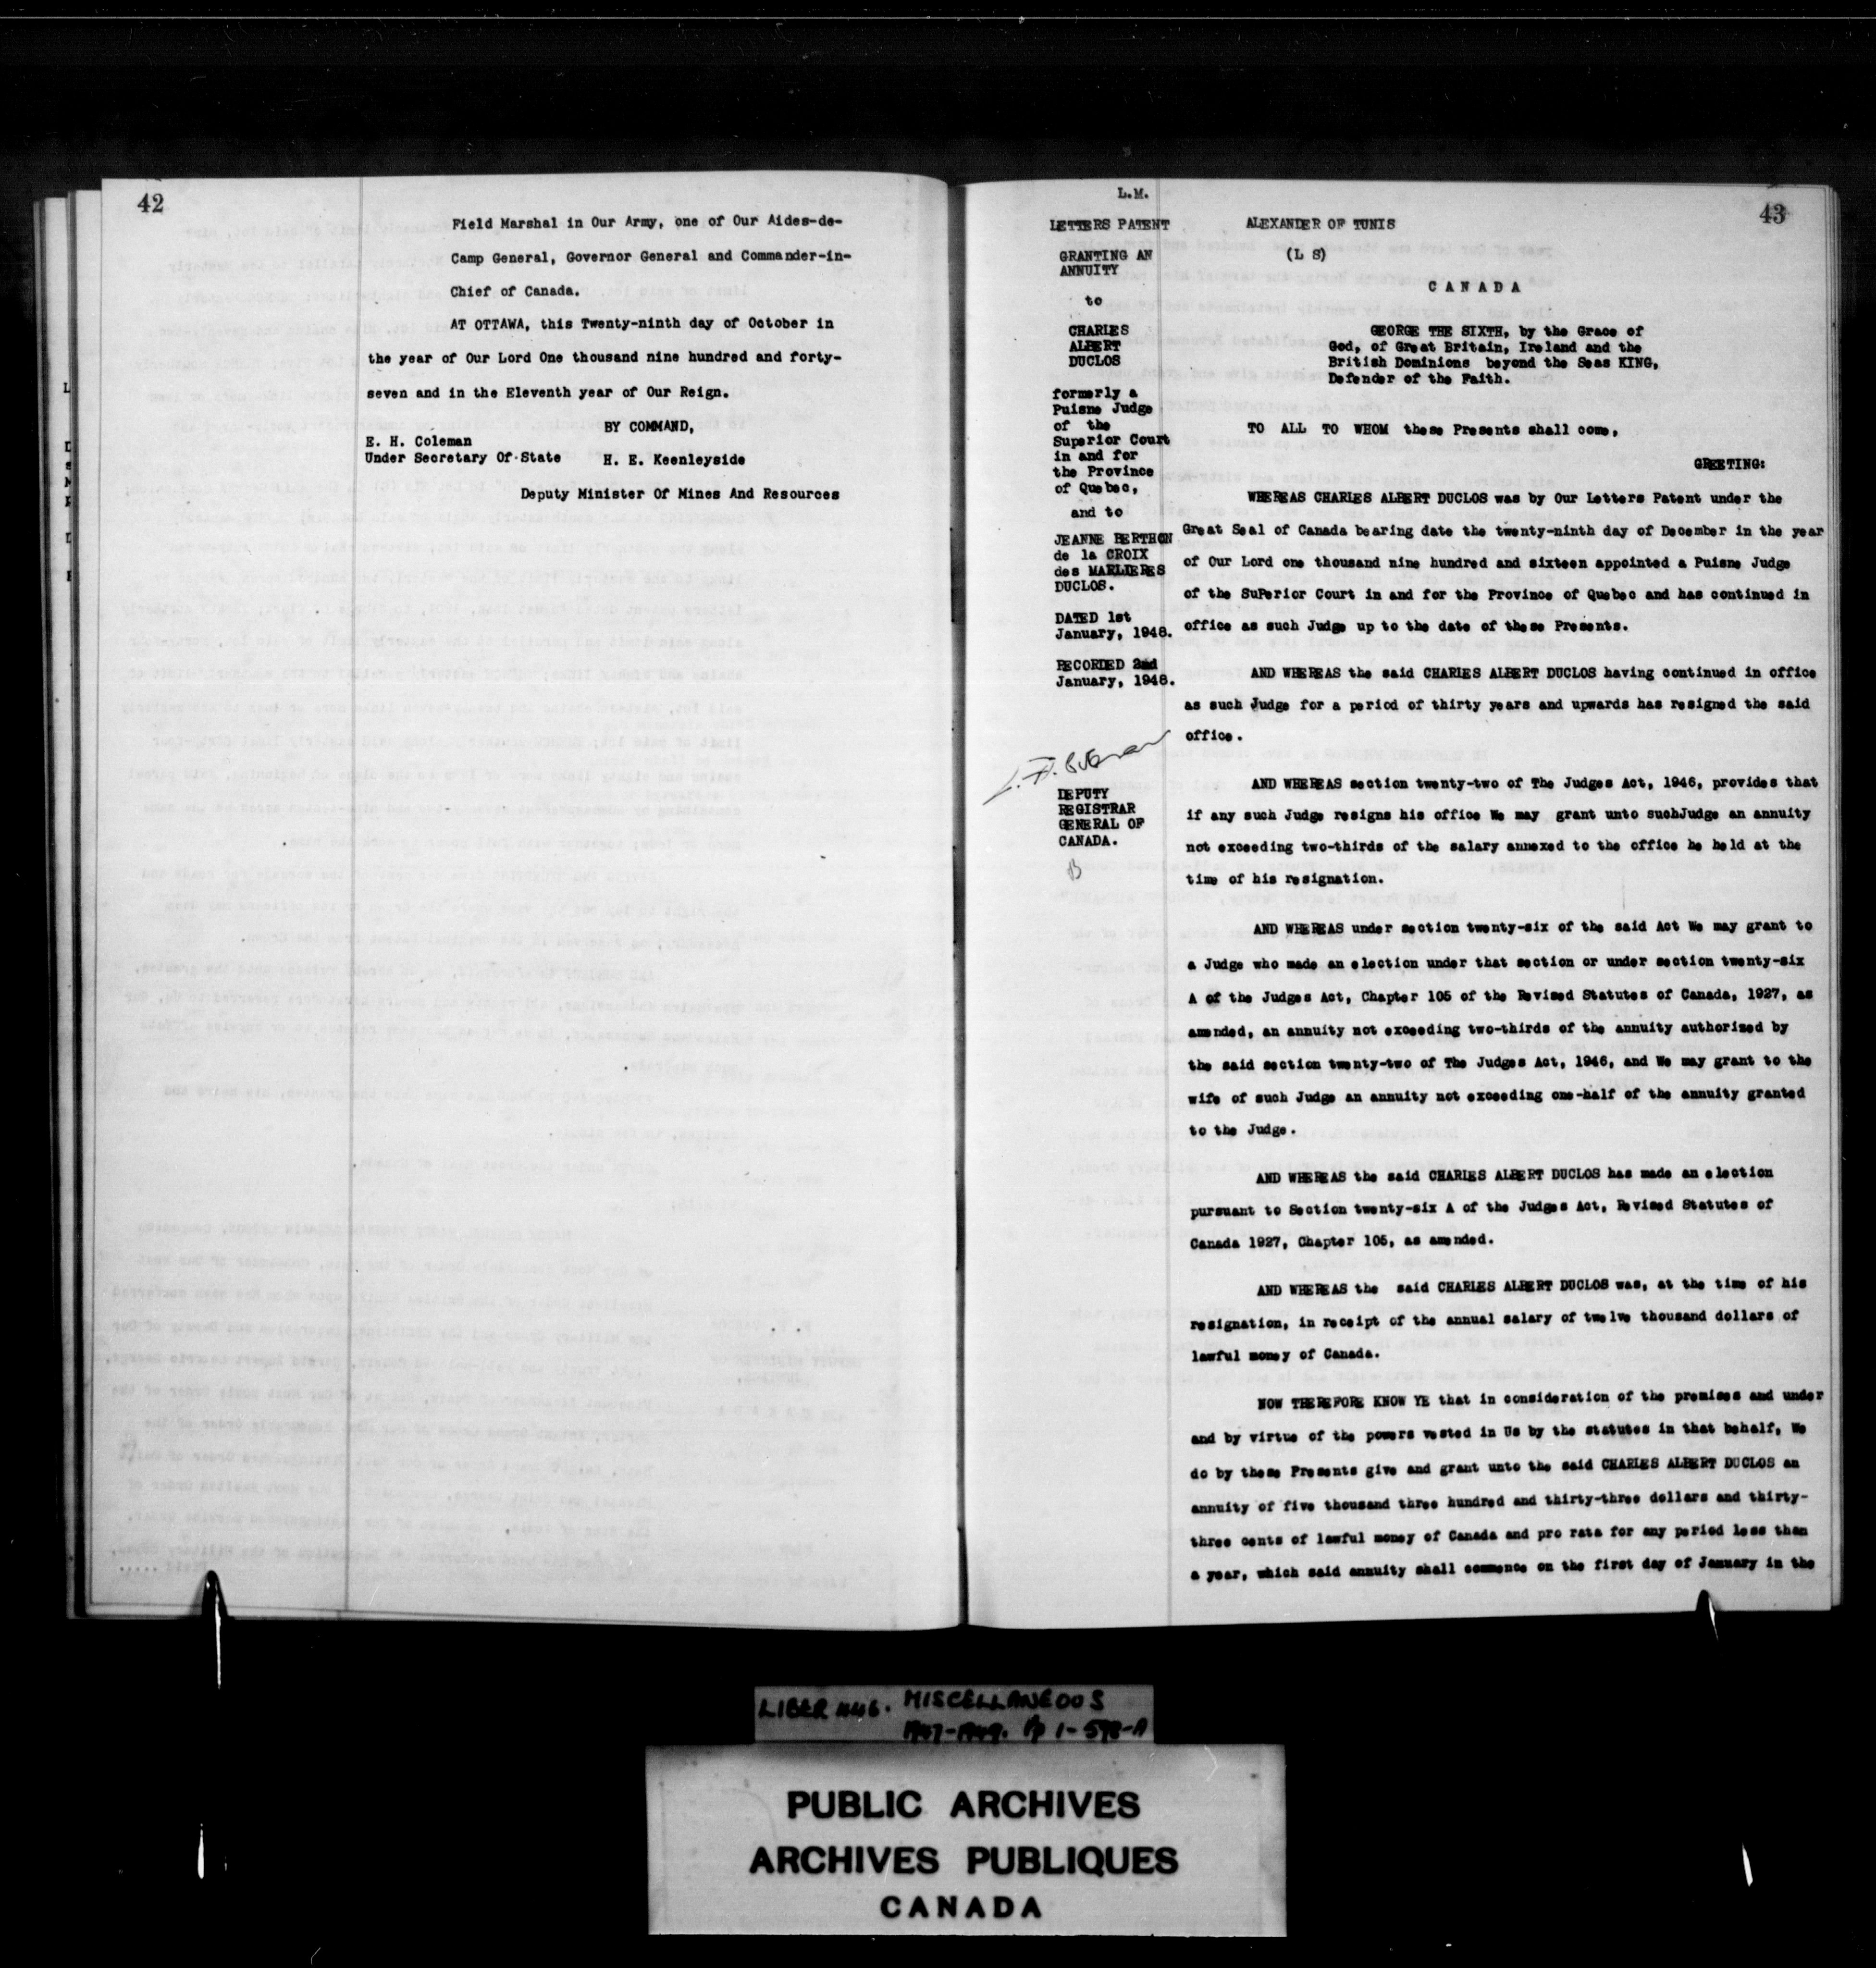 42
Field Marshal in Our Army, one of Our Aides-de-
Camp General, Governor General and Commander-in-
Chief of Canada.
AT OTTAWA, this Twenty-ninth day of October in
the year of Our Lord One thousand nine hundred and forty-
seven and in the Eleventh year of Our Reign.
BY COMMAND,
E. H. Coleman
Under Secretary Of State
H. E. Keenleyside
Deputy Minister Of Mines And Resources
43
L.M.
LETTERS PATENT
GRANTING AN
ANNUITY
to
CHARLES
ALBERT
DUCLOS
formerly a
Puisne Judge
of the
Superior Court
in and for
the Province
of Quebec,
and to
JEANNE BERTHON
de la CROIX
des MARLIERES
DUCLOS.
DATED 1st
January, 1948.
RECORDED 2nd
January, 1948.
DEPUTY
REGISTRAR
GENERAL OF
CANADA.
B
ALEXANDER OF TUNIS
(L S)
CANADA
GEORGE THE SIXTH, by the Grace of
God, of Great Britain, Ireland and the
British Dominions beyond the Seas KING,
Defender of the Faith.
TO ALL TO WHOM these Presents shall come,
GREETING:
WHEREAS CHARLES ALBERT DUCLOS was by Our Letters Patent under the
Great Seal of Canada bearing date the twenty-ninth day of December in the year
of Our Lord one thousand nine hundred and sixteen appointed a Puisne Judge
of the SuPerior Court in and for the Province of Quebec and has continued in
office as such Judge up to the date of these Presents.
AND WHEREAS the said CHARLES ALBERT DUCLOS having continued in office
as such Judge for a period of thirty years and upwards has resigned the said
office.
AND WHEREAS section twenty-two of The Judges Act, 1946, provides that
if any such Judge resigns his office We may grant unto suchJudge an annuity
not exceeding two-thirds of the salary annexed to the office he held at the
time of his resignation.
AND WHEREAS under section twenty-six of the said Act We may grant to
a Judge who made an election under that section or under section twenty-six
A of the Judges Act, Chapter 105 of the Revised Statutes of Canada, 1927, as
amended, an annuity not exceeding two-thirds of the annuity authorized by
the said section twenty-two of The Judges Act, 1946, and We may grant to the
wife of such Judge an annuity not exceeding one-half of the annuity granted
to the Judge.
AND WHEREAS the said CHARLES ALBERT DUCLOS has made an election
pursuant to Section twenty-six A of the Judges Act, Revised Statutes of
Canada 1927, Chapter 105, as amended.
AND WHEREAS the said CHARLES ALBERT DUCLOS was, at the time of his
resignation, in receipt of the annual salary of twelve thousand dollars of
lawful money of Canada.
NOW THEREFORE KNOW YE that in consideration of the premises and under
and by virtue of the powers vested in Us by the statutes in that behalf, We
do by these Presents give and grant unto the said CHARLES ALBERT DUCLOS an
annuity of five thousand three hundred and thirty-three dollars and thirty-
three cents of lawful money of Canada and pro rata for any period less than
a year, which said annuity shall commence on the first day of January in the
LIBER 446. MISCELLANEOUS
1947-1949. Pp 1-598-A
PUBLIC ARCHIVES
ARCHIVES PUBLIQUES
CANADA